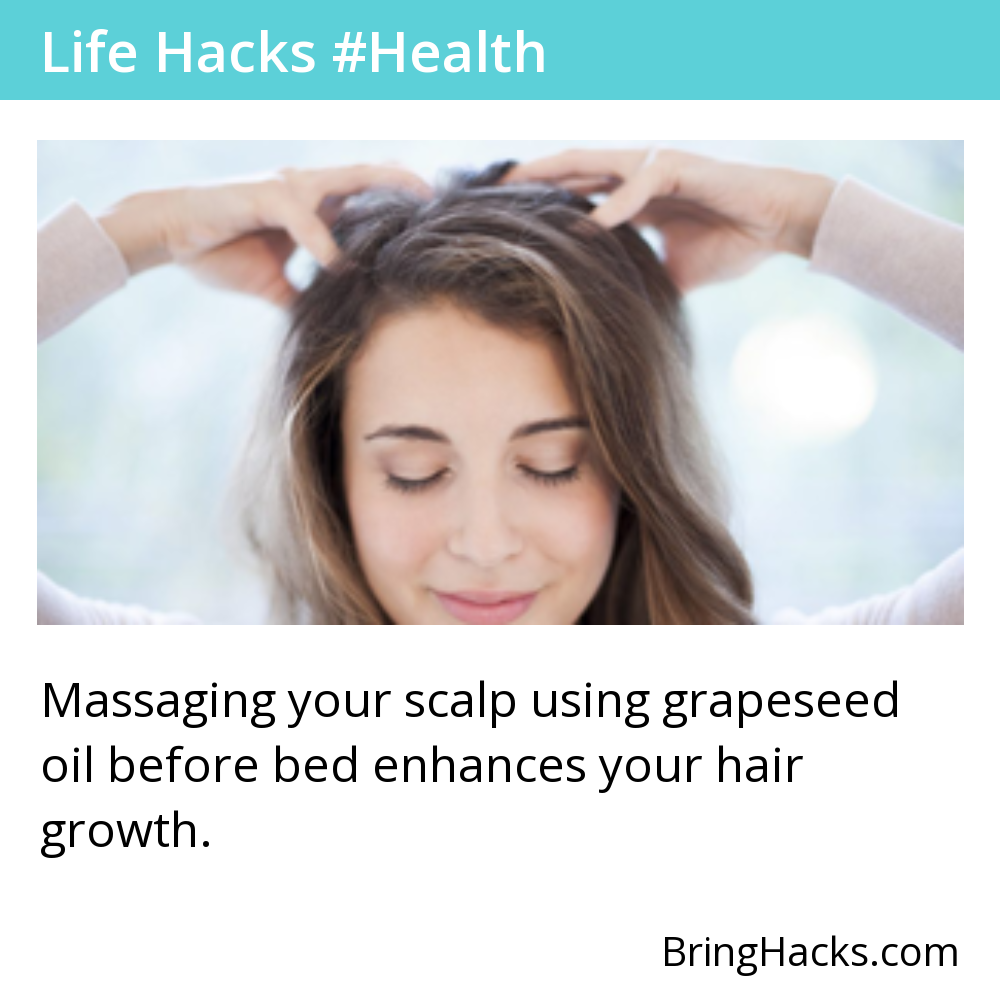 Life Hacks #Health
Massaging your scalp using grapeseed
oil before bed enhances your hair
growth.
BringHacks.com